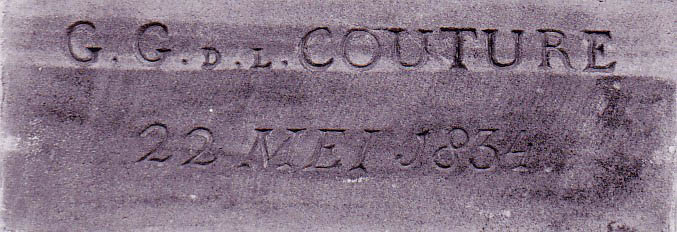 G. G. D. L. COUTURE
22 MEI 1834